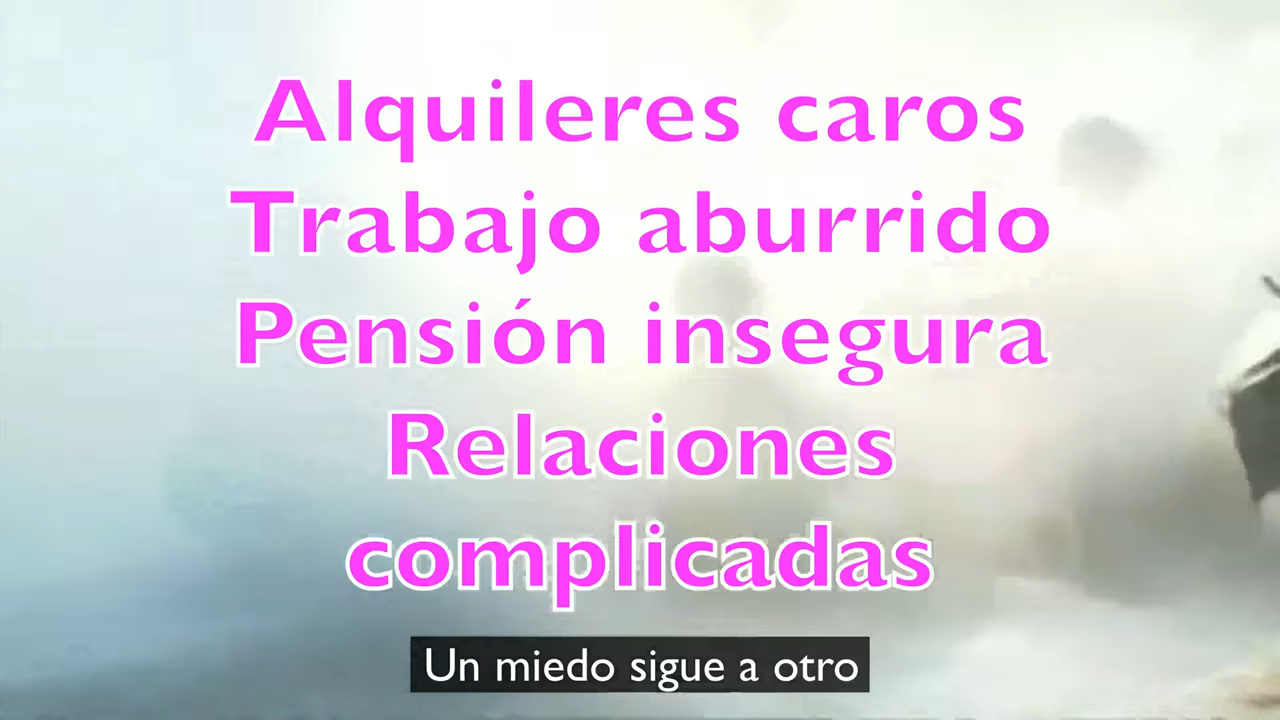 Alquileres caros
Trabajo aburrido
Pensión insegura
Relaciones
complicadas
Un miedo sigue a otro